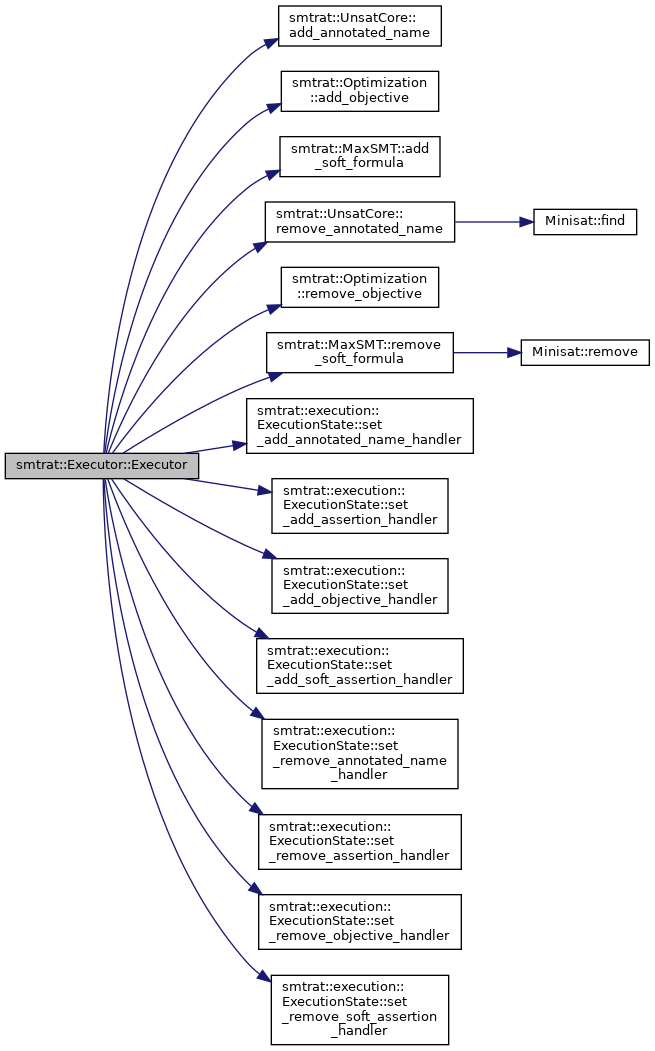 smtrat::UnsatCore::
add_annotated_name
smtrat::Optimization
::add_objective
smtrat::MaxSMT::add
_soft_formula
smtrat::UnsatCore::
remove_annotated_name
Minisat::find
smtrat::Optimization
::remove_objective
smtrat::MaxSMT::remove
_soft_formula
Minisat::remove
smtrat::execution::
ExecutionState::set
_add_annotated_name_handler
smtrat::Executor::Executor
smtrat::execution::
ExecutionState::set
_add_assertion_handler
smtrat::execution::
ExecutionState::set
_add_objective_handler
smtrat::execution::
ExecutionState::set
_add_soft_assertion_handler
smtrat::execution::
ExecutionState::set
_remove_annotated_name
_handler
smtrat::execution::
ExecutionState::set
_remove_assertion_handler
smtrat::execution::
ExecutionState::set
_remove_objective_handler
smtrat::execution::
ExecutionState::set
_remove_soft_assertion
_handler